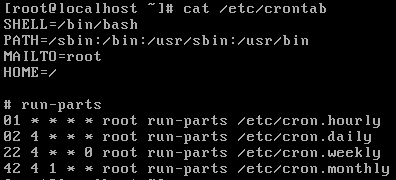 [root@localhost ~]# cat /etc/crontab
SHELL=/bin/bash
PATH=/sbin:/bin:/usr/sbin:/usr/bin
MAILTO=root
HOME=/

# run-parts
01 * * * * root run-parts /etc/cron.hourly
02 4 * * * root run-parts /etc/cron.daily
22 4 * * 0 root run-parts /etc/cron.weekly
42 4 1 * * root run-parts /etc/cron.monthly